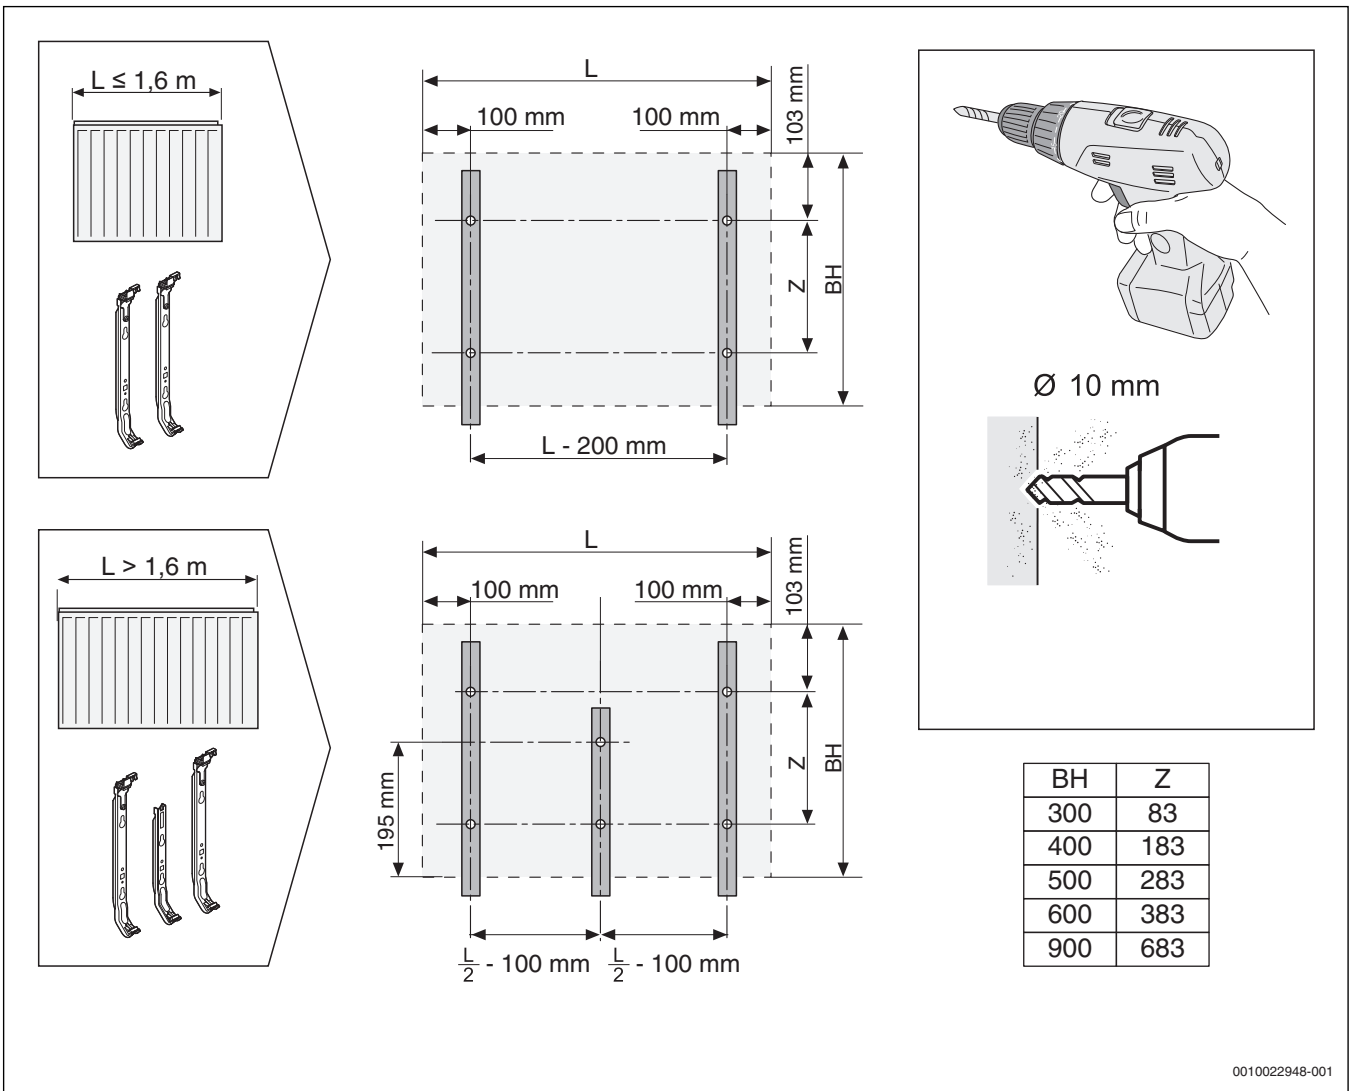 L ≤ 1,6 m
L
100 mm
100 mm
103 mm
Z
BH
L - 200 mm
L > 1,6 m
L
100 mm
100 mm
103 mm
195 mm
Z
BH
L/2 - 100 mm
L/2 - 100 mm
Ø 10 mm
BH Z
300 83
400 183
500 283
600 383
900 683
0010022948-001